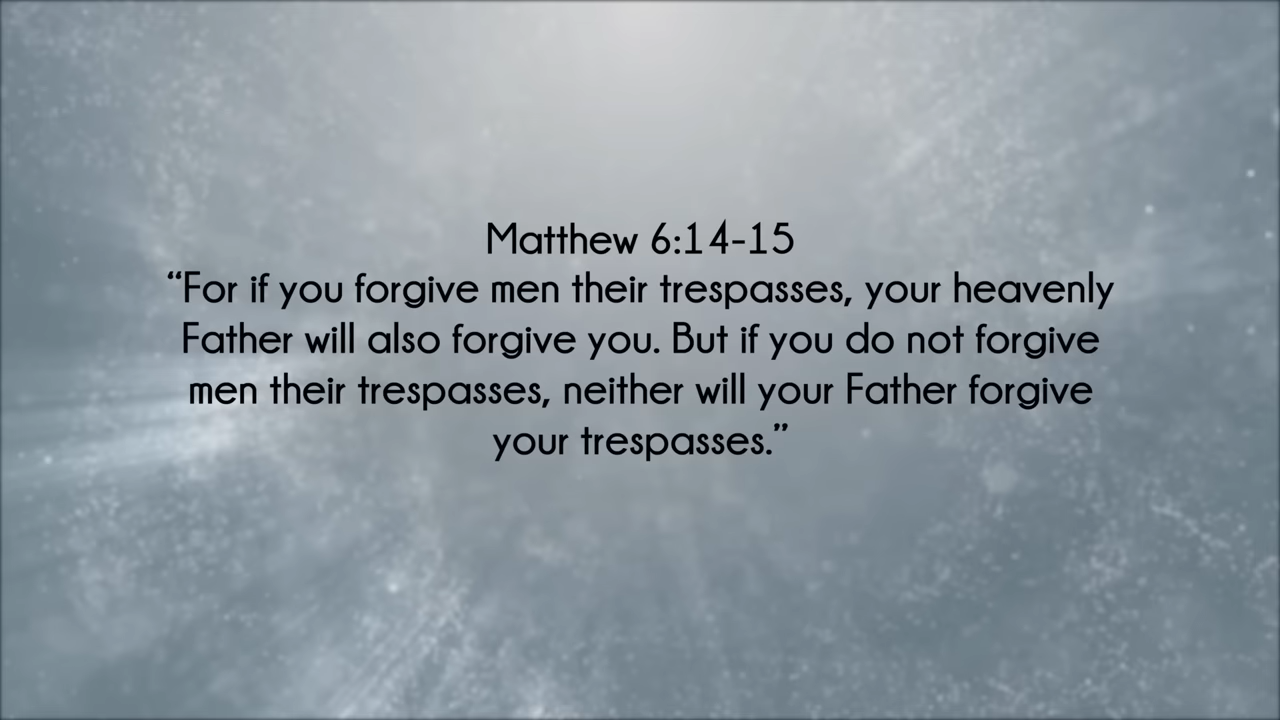 Matthew 6:14-15
“For if you forgive men their trespasses, your heavenly
Father will also forgive you. But if you do not forgive
men their trespasses, neither will your Father forgive
your trespasses.”